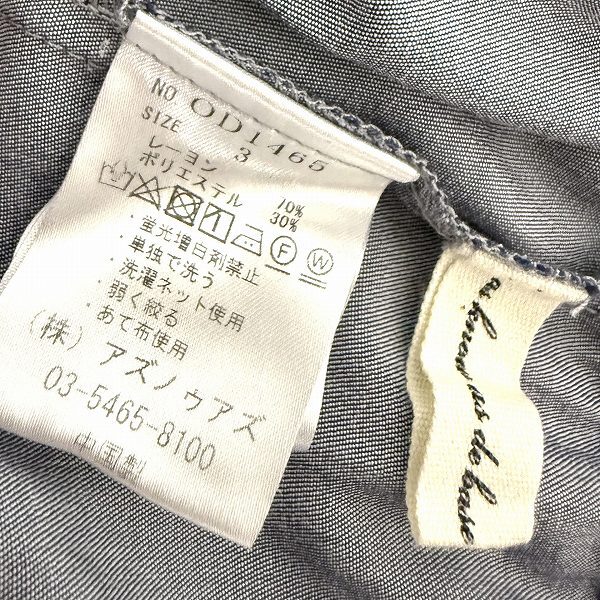 NO OD1465
SIZE 3
レーヨン 70%
ポリエステル 30%
F W
・蛍光増白剤禁止
・単独で洗う
・洗濯ネット使用
・弱く絞る
・あて布使用
(株)アズノウアズ
03-5465-8100
中国製
as know as de base